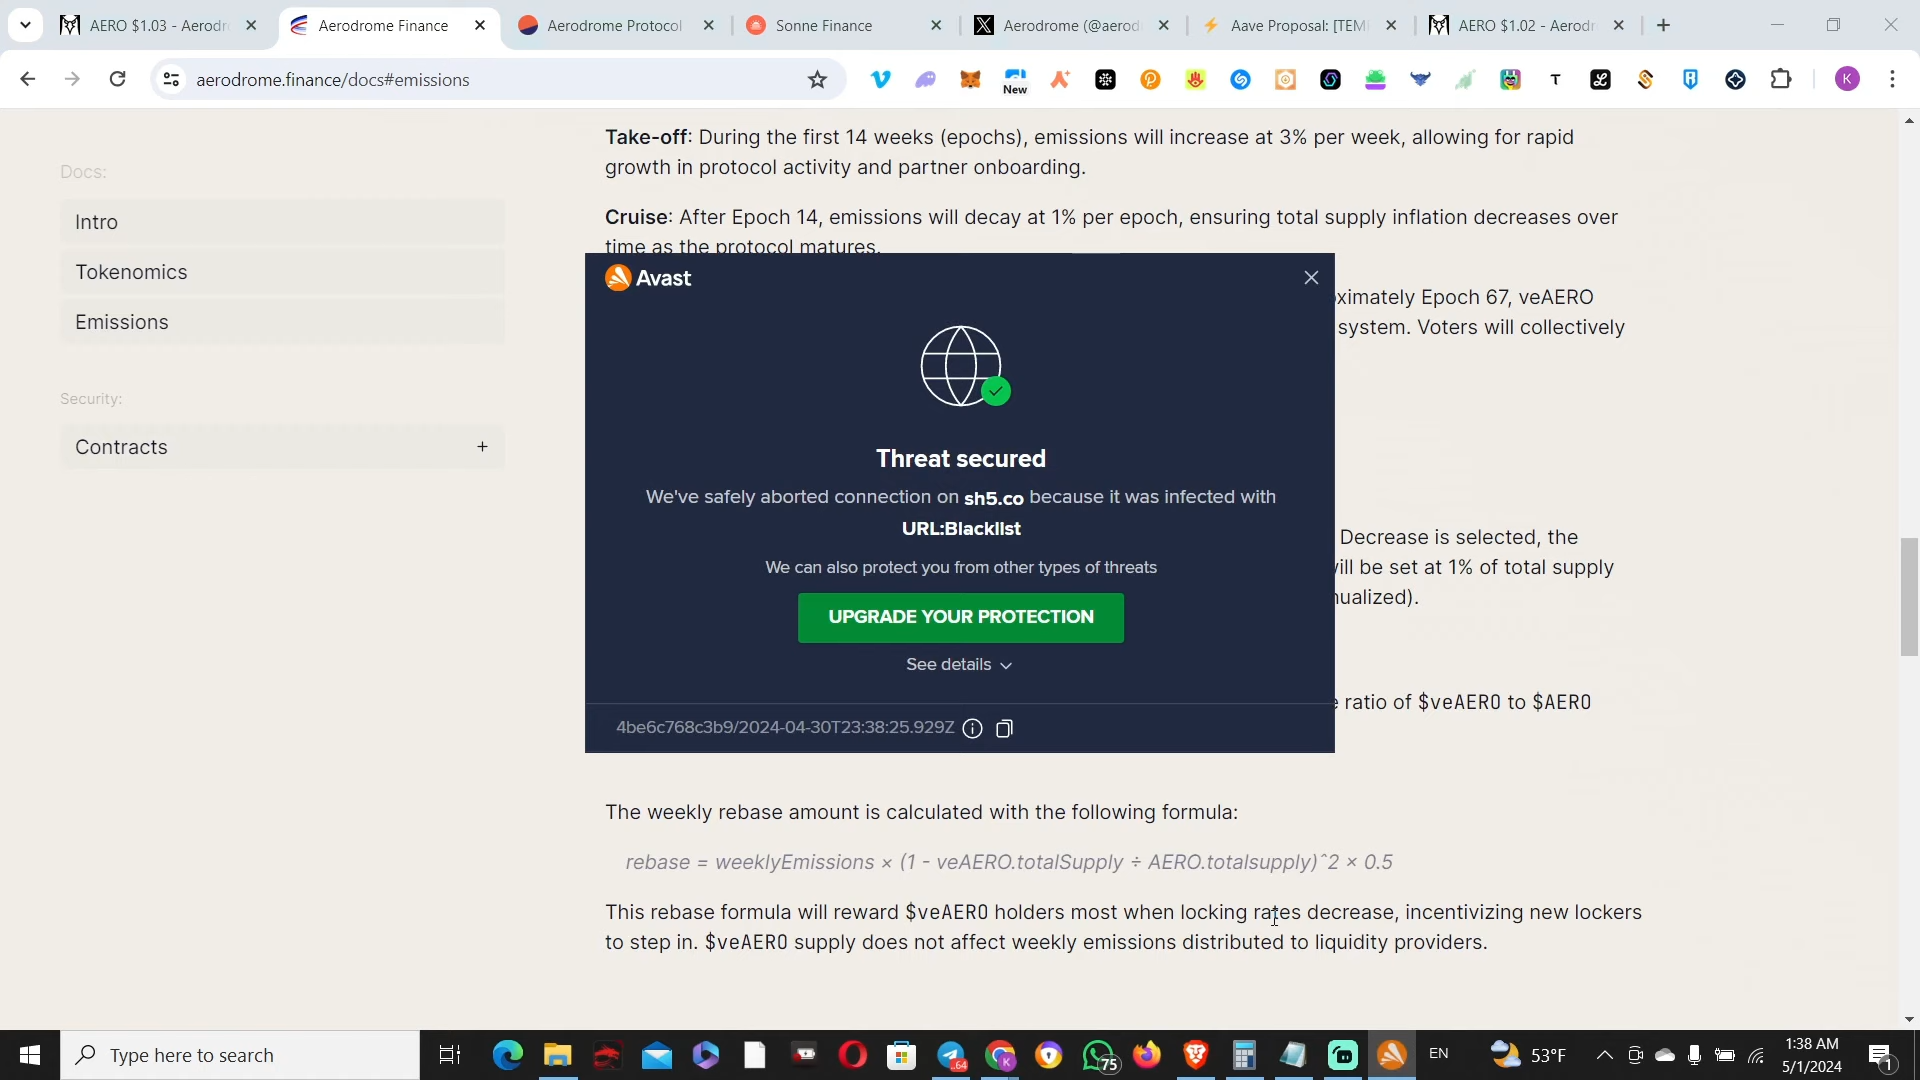 AERO $1.03 - Aerodr
Aerodrome Finance
Aerodrome Protocol
Sonne Finance
Aerodrome (@aerod
Aave Proposal: [TEM
AERO $1.02 - Aerodr
aerodrome.finance/docs#emissions
New
K
Docs:
Intro
Tokenomics
Emissions
Security:
Contracts +
Take-off: During the first 14 weeks (epochs), emissions will increase at 3% per week, allowing for rapid
growth in protocol activity and partner onboarding.
Cruise: After Epoch 14, emissions will decay at 1% per epoch, ensuring total supply inflation decreases over
time as the protocol matures.
ximately Epoch 67, veAERO
system. Voters will collectively
Decrease is selected, the
ill be set at 1% of total supply
ualized).
ratio of $veAERO to $AERO
Avast
Threat secured
We've safely aborted connection on sh5.co because it was infected with
URL:Blacklist
We can also protect you from other types of threats
UPGRADE YOUR PROTECTION
See details
4be6c768c3b9/2024-04-30T23:38:25.929Z
The weekly rebase amount is calculated with the following formula:
rebase = weeklyEmissions × (1 - veAERO.totalSupply ÷ AERO.totalsupply)^2 × 0.5
This rebase formula will reward $veAERO holders most when locking rates decrease, incentivizing new lockers
to step in. $veAERO supply does not affect weekly emissions distributed to liquidity providers.
Type here to search
64
K
75
EN
53°F
1:38 AM
5/1/2024
1